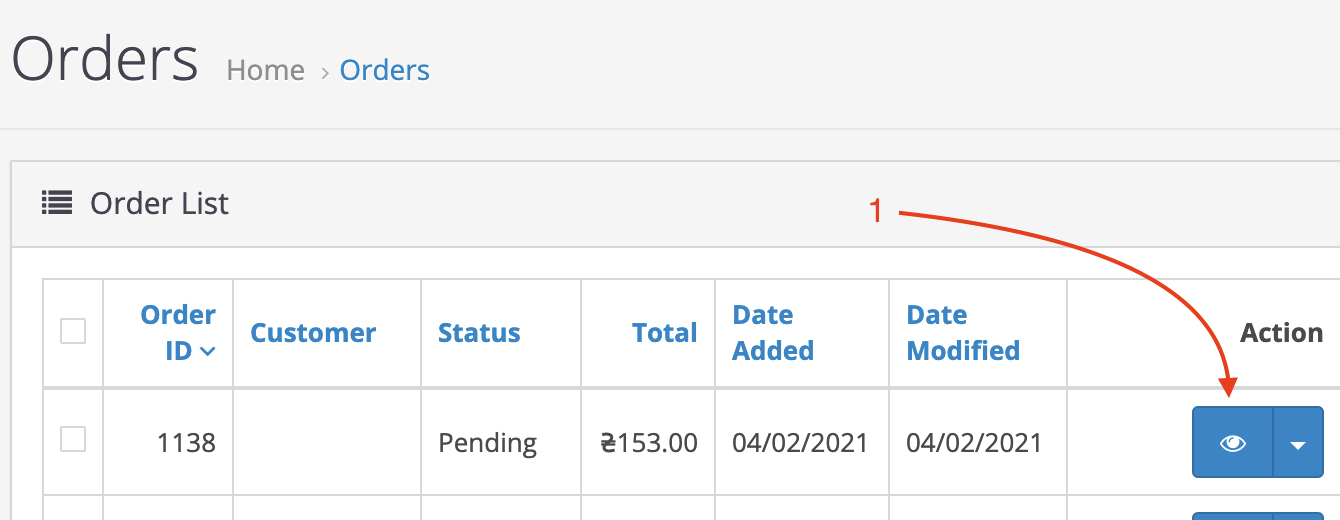 Orders Home › Orders
Order List
1
Order ID Customer Status Total Date Added Date Modified Action
1138 Pending ₴153.00 04/02/2021 04/02/2021